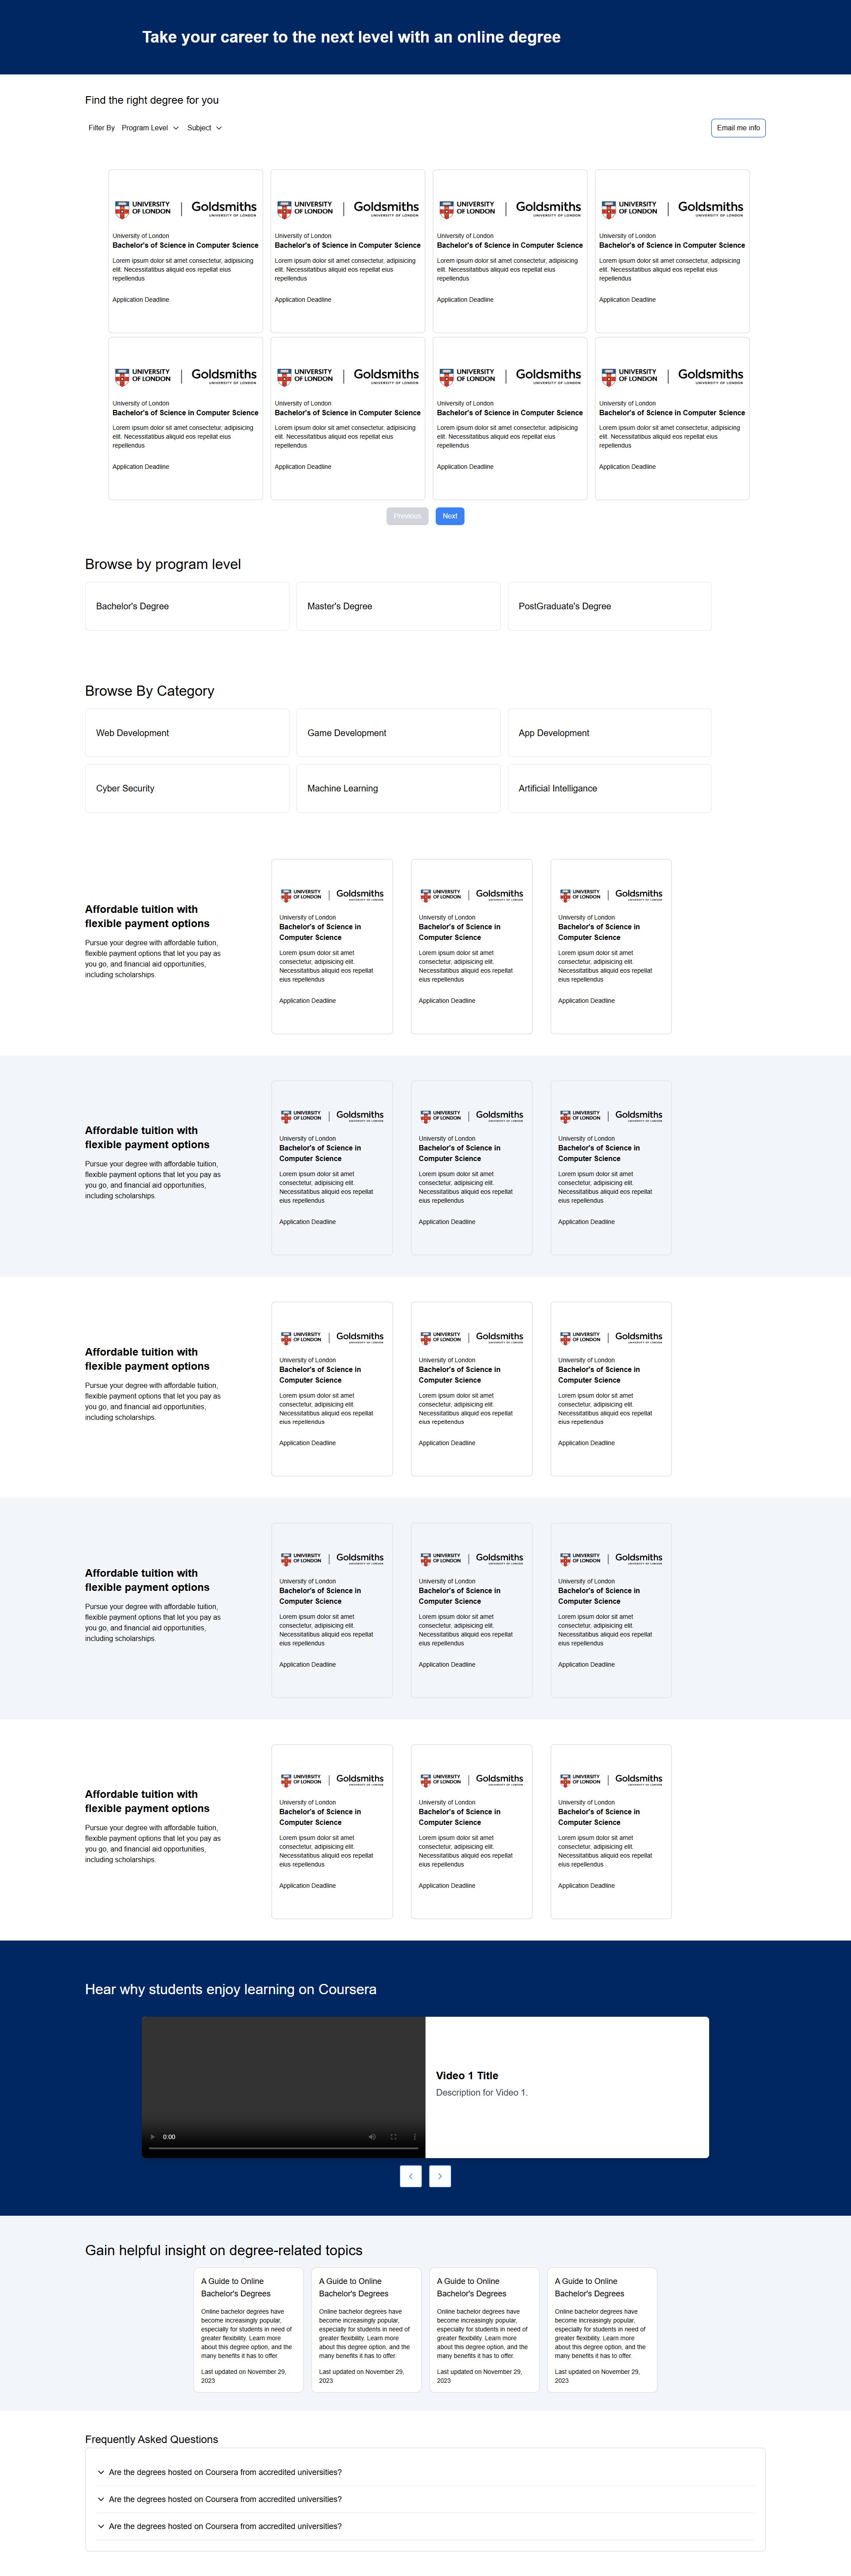 Take your career to the next level with an online degree
Find the right degree for you
Filter By Program Level Subject Email me info
UNIVERSITY OF LONDON | Goldsmiths UNIVERSITY OF LONDON
University of London
Bachelor's of Science in Computer Science
Lorem ipsum dolor sit amet consectetur, adipisicing
elit. Necessitatibus aliquid eos repellat eius
repellendus
Application Deadline
UNIVERSITY OF LONDON | Goldsmiths UNIVERSITY OF LONDON
University of London
Bachelor's of Science in Computer Science
Lorem ipsum dolor sit amet consectetur, adipisicing
elit. Necessitatibus aliquid eos repellat eius
repellendus
Application Deadline
UNIVERSITY OF LONDON | Goldsmiths UNIVERSITY OF LONDON
University of London
Bachelor's of Science in Computer Science
Lorem ipsum dolor sit amet consectetur, adipisicing
elit. Necessitatibus aliquid eos repellat eius
repellendus
Application Deadline
UNIVERSITY OF LONDON | Goldsmiths UNIVERSITY OF LONDON
University of London
Bachelor's of Science in Computer Science
Lorem ipsum dolor sit amet consectetur, adipisicing
elit. Necessitatibus aliquid eos repellat eius
repellendus
Application Deadline
UNIVERSITY OF LONDON | Goldsmiths UNIVERSITY OF LONDON
University of London
Bachelor's of Science in Computer Science
Lorem ipsum dolor sit amet consectetur, adipisicing
elit. Necessitatibus aliquid eos repellat eius
repellendus
Application Deadline
UNIVERSITY OF LONDON | Goldsmiths UNIVERSITY OF LONDON
University of London
Bachelor's of Science in Computer Science
Lorem ipsum dolor sit amet consectetur, adipisicing
elit. Necessitatibus aliquid eos repellat eius
repellendus
Application Deadline
UNIVERSITY OF LONDON | Goldsmiths UNIVERSITY OF LONDON
University of London
Bachelor's of Science in Computer Science
Lorem ipsum dolor sit amet consectetur, adipisicing
elit. Necessitatibus aliquid eos repellat eius
repellendus
Application Deadline
UNIVERSITY OF LONDON | Goldsmiths UNIVERSITY OF LONDON
University of London
Bachelor's of Science in Computer Science
Lorem ipsum dolor sit amet consectetur, adipisicing
elit. Necessitatibus aliquid eos repellat eius
repellendus
Application Deadline
Previous Next
Browse by program level
Bachelor's Degree
Master's Degree
PostGraduate's Degree
Browse By Category
Web Development
Game Development
App Development
Cyber Security
Machine Learning
Artificial Intelligance
Affordable tuition with
flexible payment options
Pursue your degree with affordable tuition,
flexible payment options that let you pay as
you go, and financial aid opportunities,
including scholarships.
UNIVERSITY OF LONDON | Goldsmiths UNIVERSITY OF LONDON
University of London
Bachelor's of Science in
Computer Science
Lorem ipsum dolor sit amet
consectetur, adipisicing elit.
Necessitatibus aliquid eos repellat
eius repellendus
Application Deadline
UNIVERSITY OF LONDON | Goldsmiths UNIVERSITY OF LONDON
University of London
Bachelor's of Science in
Computer Science
Lorem ipsum dolor sit amet
consectetur, adipisicing elit.
Necessitatibus aliquid eos repellat
eius repellendus
Application Deadline
UNIVERSITY OF LONDON | Goldsmiths UNIVERSITY OF LONDON
University of London
Bachelor's of Science in
Computer Science
Lorem ipsum dolor sit amet
consectetur, adipisicing elit.
Necessitatibus aliquid eos repellat
eius repellendus
Application Deadline
Affordable tuition with
flexible payment options
Pursue your degree with affordable tuition,
flexible payment options that let you pay as
you go, and financial aid opportunities,
including scholarships.
UNIVERSITY OF LONDON | Goldsmiths UNIVERSITY OF LONDON
University of London
Bachelor's of Science in
Computer Science
Lorem ipsum dolor sit amet
consectetur, adipisicing elit.
Necessitatibus aliquid eos repellat
eius repellendus
Application Deadline
UNIVERSITY OF LONDON | Goldsmiths UNIVERSITY OF LONDON
University of London
Bachelor's of Science in
Computer Science
Lorem ipsum dolor sit amet
consectetur, adipisicing elit.
Necessitatibus aliquid eos repellat
eius repellendus
Application Deadline
UNIVERSITY OF LONDON | Goldsmiths UNIVERSITY OF LONDON
University of London
Bachelor's of Science in
Computer Science
Lorem ipsum dolor sit amet
consectetur, adipisicing elit.
Necessitatibus aliquid eos repellat
eius repellendus
Application Deadline
Affordable tuition with
flexible payment options
Pursue your degree with affordable tuition,
flexible payment options that let you pay as
you go, and financial aid opportunities,
including scholarships.
UNIVERSITY OF LONDON | Goldsmiths UNIVERSITY OF LONDON
University of London
Bachelor's of Science in
Computer Science
Lorem ipsum dolor sit amet
consectetur, adipisicing elit.
Necessitatibus aliquid eos repellat
eius repellendus
Application Deadline
UNIVERSITY OF LONDON | Goldsmiths UNIVERSITY OF LONDON
University of London
Bachelor's of Science in
Computer Science
Lorem ipsum dolor sit amet
consectetur, adipisicing elit.
Necessitatibus aliquid eos repellat
eius repellendus
Application Deadline
UNIVERSITY OF LONDON | Goldsmiths UNIVERSITY OF LONDON
University of London
Bachelor's of Science in
Computer Science
Lorem ipsum dolor sit amet
consectetur, adipisicing elit.
Necessitatibus aliquid eos repellat
eius repellendus
Application Deadline
Affordable tuition with
flexible payment options
Pursue your degree with affordable tuition,
flexible payment options that let you pay as
you go, and financial aid opportunities,
including scholarships.
UNIVERSITY OF LONDON | Goldsmiths UNIVERSITY OF LONDON
University of London
Bachelor's of Science in
Computer Science
Lorem ipsum dolor sit amet
consectetur, adipisicing elit.
Necessitatibus aliquid eos repellat
eius repellendus
Application Deadline
UNIVERSITY OF LONDON | Goldsmiths UNIVERSITY OF LONDON
University of London
Bachelor's of Science in
Computer Science
Lorem ipsum dolor sit amet
consectetur, adipisicing elit.
Necessitatibus aliquid eos repellat
eius repellendus
Application Deadline
UNIVERSITY OF LONDON | Goldsmiths UNIVERSITY OF LONDON
University of London
Bachelor's of Science in
Computer Science
Lorem ipsum dolor sit amet
consectetur, adipisicing elit.
Necessitatibus aliquid eos repellat
eius repellendus
Application Deadline
Affordable tuition with
flexible payment options
Pursue your degree with affordable tuition,
flexible payment options that let you pay as
you go, and financial aid opportunities,
including scholarships.
UNIVERSITY OF LONDON | Goldsmiths UNIVERSITY OF LONDON
University of London
Bachelor's of Science in
Computer Science
Lorem ipsum dolor sit amet
consectetur, adipisicing elit.
Necessitatibus aliquid eos repellat
eius repellendus
Application Deadline
UNIVERSITY OF LONDON | Goldsmiths UNIVERSITY OF LONDON
University of London
Bachelor's of Science in
Computer Science
Lorem ipsum dolor sit amet
consectetur, adipisicing elit.
Necessitatibus aliquid eos repellat
eius repellendus
Application Deadline
UNIVERSITY OF LONDON | Goldsmiths UNIVERSITY OF LONDON
University of London
Bachelor's of Science in
Computer Science
Lorem ipsum dolor sit amet
consectetur, adipisicing elit.
Necessitatibus aliquid eos repellat
eius repellendus
Application Deadline
Hear why students enjoy learning on Coursera
0:00
Video 1 Title
Description for Video 1.
Gain helpful insight on degree-related topics
A Guide to Online
Bachelor's Degrees
Online bachelor degrees have
become increasingly popular,
especially for students in need of
greater flexibility. Learn more
about this degree option, and the
many benefits it has to offer.
Last updated on November 29,
2023
A Guide to Online
Bachelor's Degrees
Online bachelor degrees have
become increasingly popular,
especially for students in need of
greater flexibility. Learn more
about this degree option, and the
many benefits it has to offer.
Last updated on November 29,
2023
A Guide to Online
Bachelor's Degrees
Online bachelor degrees have
become increasingly popular,
especially for students in need of
greater flexibility. Learn more
about this degree option, and the
many benefits it has to offer.
Last updated on November 29,
2023
A Guide to Online
Bachelor's Degrees
Online bachelor degrees have
become increasingly popular,
especially for students in need of
greater flexibility. Learn more
about this degree option, and the
many benefits it has to offer.
Last updated on November 29,
2023
Frequently Asked Questions
Are the degrees hosted on Coursera from accredited universities?
Are the degrees hosted on Coursera from accredited universities?
Are the degrees hosted on Coursera from accredited universities?